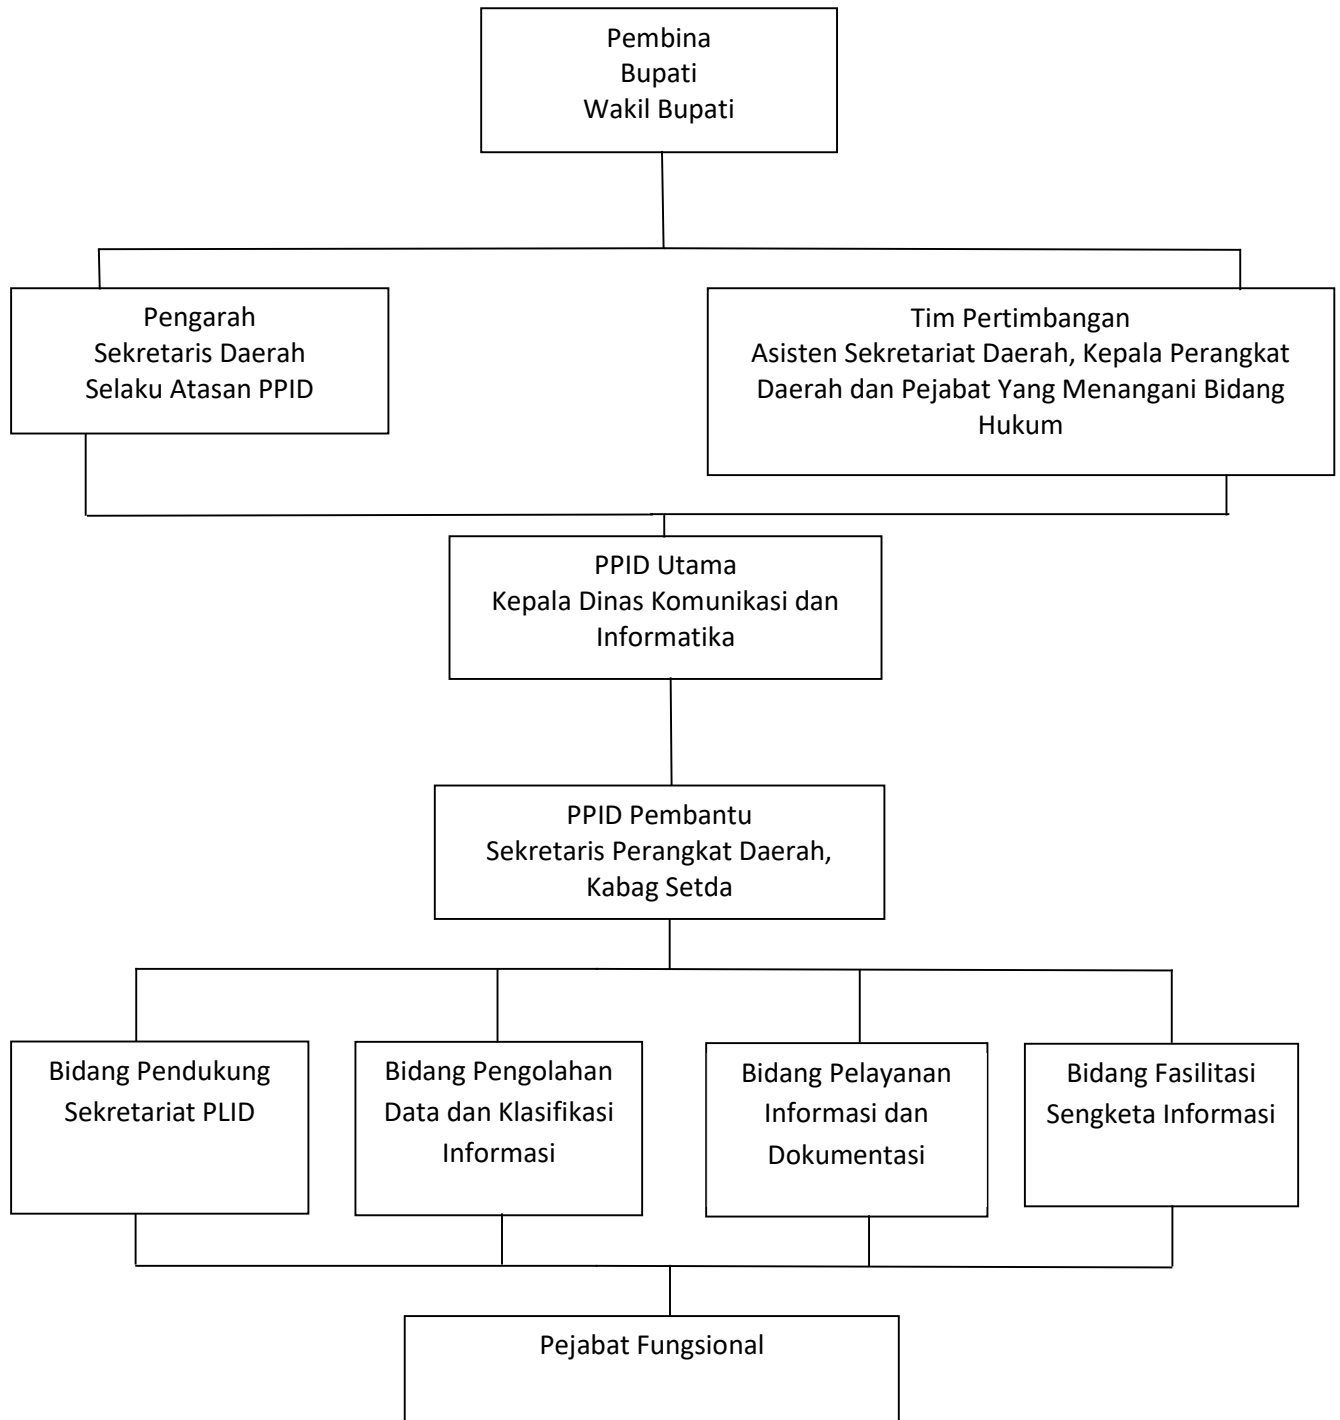 Pembina
Bupati
Wakil Bupati
Pengarah
Sekretaris Daerah
Selaku Atasan PPID
Tim Pertimbangan
Asisten Sekretariat Daerah, Kepala Perangkat
Daerah dan Pejabat Yang Menangani Bidang
Hukum
PPID Utama
Kepala Dinas Komunikasi dan
Informatika
PPID Pembantu
Sekretaris Perangkat Daerah,
Kabag Setda
Bidang Pendukung
Sekretariat PLID
Bidang Pengolahan
Data dan Klasifikasi
Informasi
Bidang Pelayanan
Informasi dan
Dokumentasi
Bidang Fasilitasi
Sengketa Informasi
Pejabat Fungsional